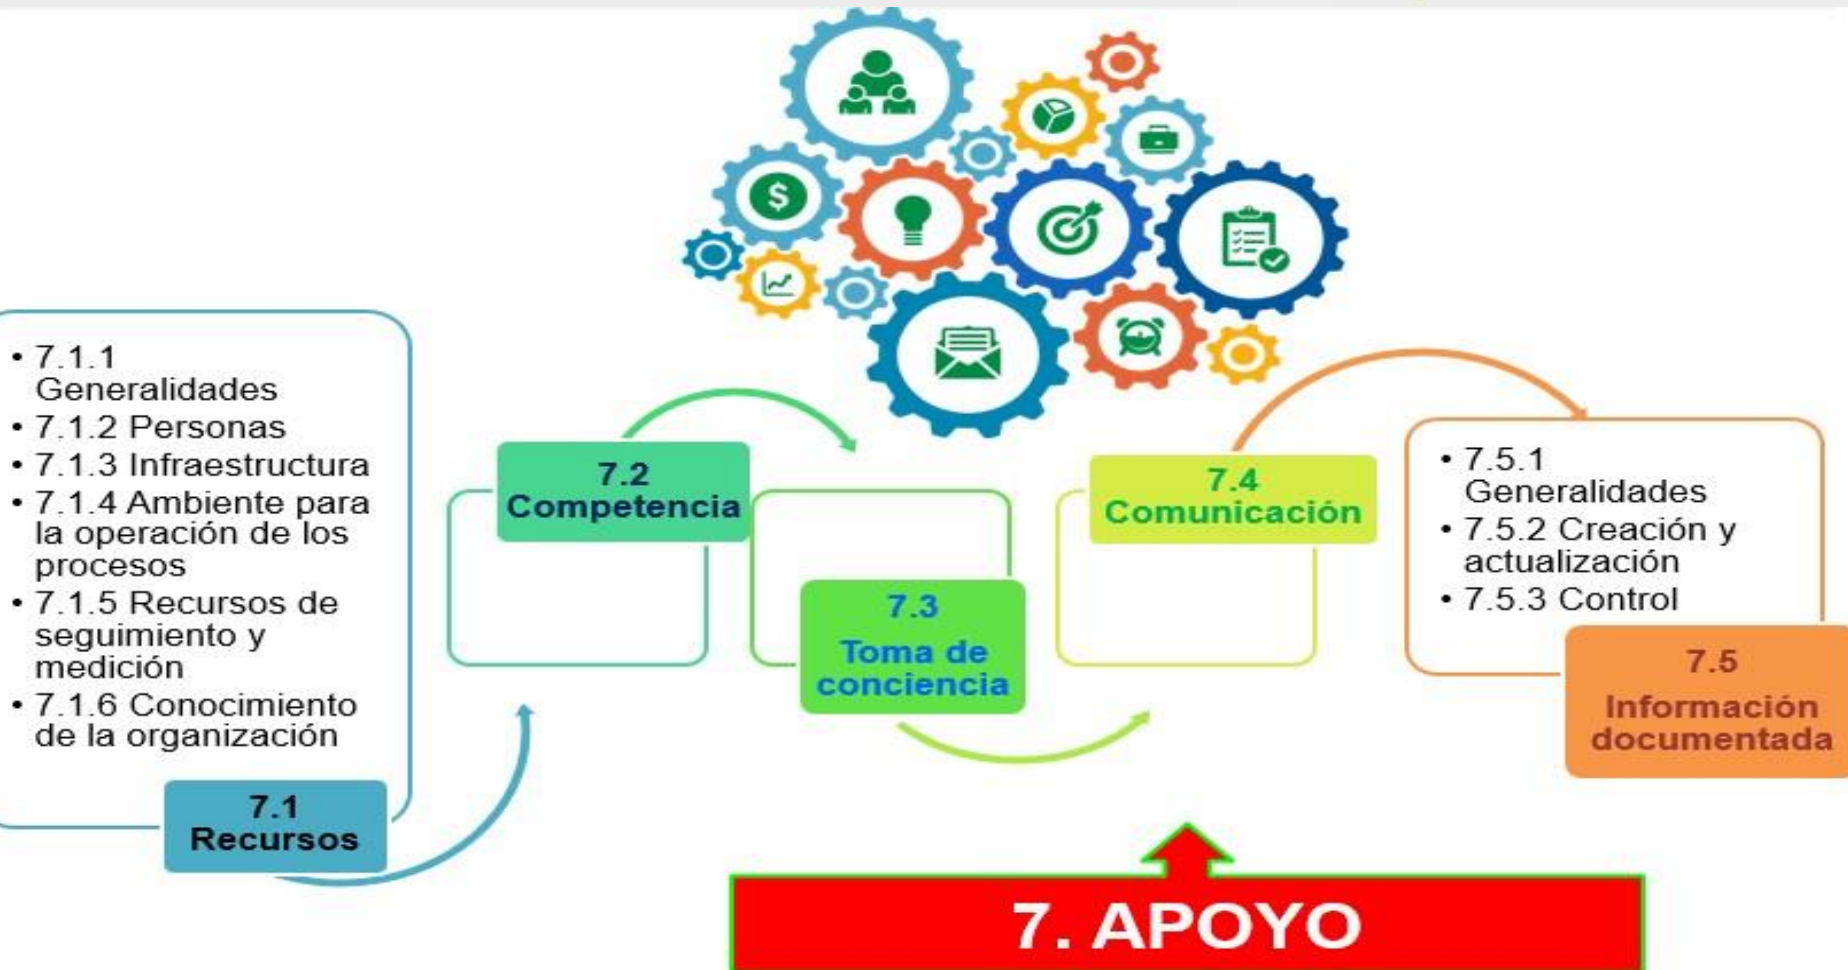 • 7.1.1
Generalidades
• 7.1.2 Personas
• 7.1.3 Infraestructura
• 7.1.4 Ambiente para
la operación de los
procesos
• 7.1.5 Recursos de
seguimiento y
medición
• 7.1.6 Conocimiento
de la organización
7.1
Recursos
7.2
Competencia
7.3
Toma de
conciencia
7.4
Comunicación
• 7.5.1
Generalidades
• 7.5.2 Creación y
actualización
• 7.5.3 Control
7.5
Información
documentada
$
7. APOYO